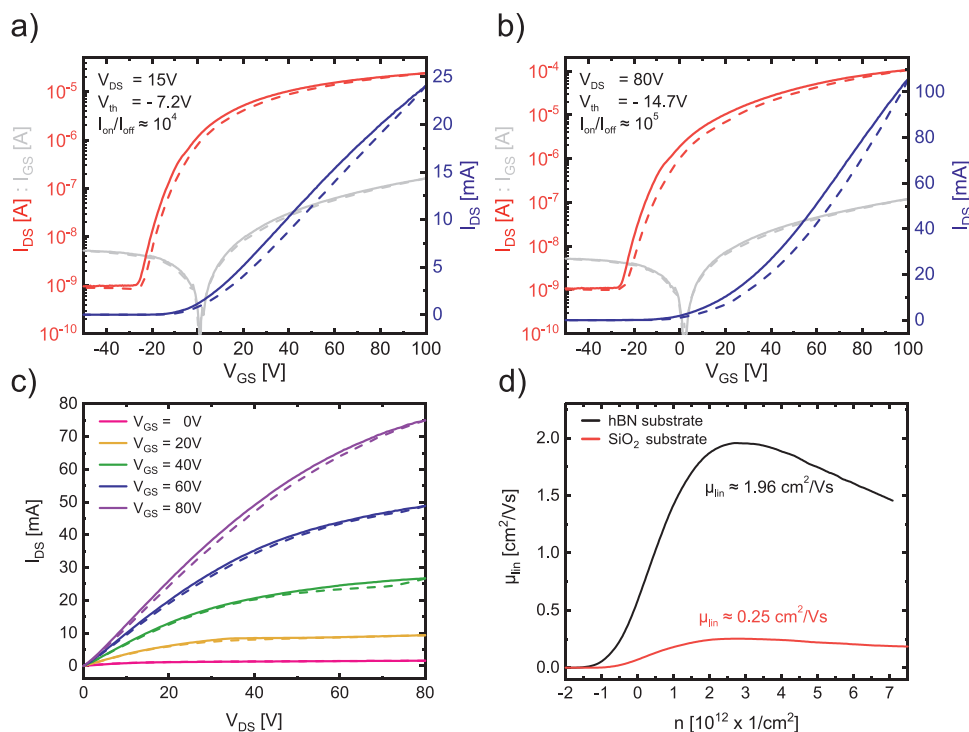 a)
V_DS = 15V
V_th = - 7.2V
I_on/I_off ≈ 10^4
10^-5
10^-6
10^-7
10^-8
10^-9
10^-10
I_DS [A] : I_GS [A]
25
20
15
10
5
0
I_DS [mA]
-40 -20 0 20 40 60 80 100
V_GS [V]
b)
V_DS = 80V
V_th = - 14.7V
I_on/I_off ≈ 10^5
10^-4
10^-5
10^-6
10^-7
10^-8
10^-9
10^-10
I_DS [A] : I_GS [A]
100
80
60
40
20
0
I_DS [mA]
-40 -20 0 20 40 60 80 100
V_GS [V]
c)
V_GS = 0V
V_GS = 20V
V_GS = 40V
V_GS = 60V
V_GS = 80V
80
70
60
50
40
30
20
10
0
I_DS [mA]
0 20 40 60 80
V_DS [V]
d)
hBN substrate
SiO_2 substrate
μ_lin ≈ 1.96 cm^2/Vs
μ_lin ≈ 0.25 cm^2/Vs
2.0
1.5
1.0
0.5
0.0
μ_lin [cm^2/Vs]
-2 -1 0 1 2 3 4 5 6 7
n [10^12 x 1/cm^2]